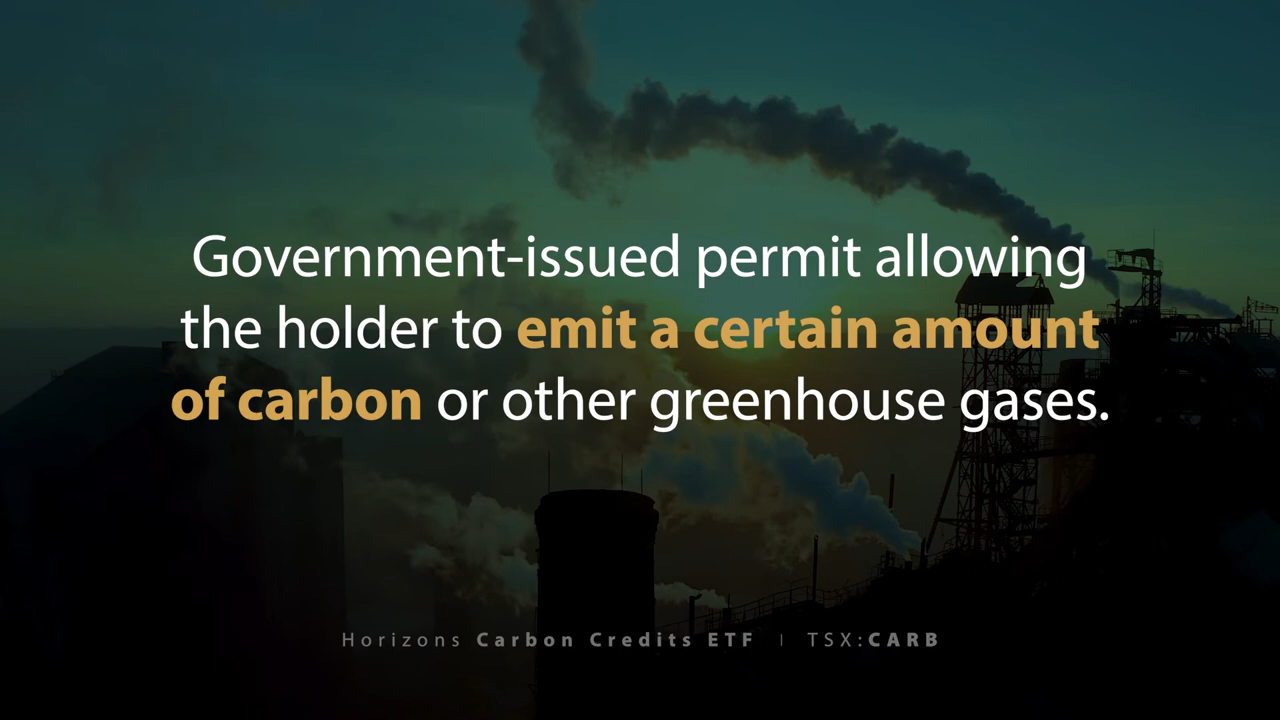 Government-issued permit allowing
the holder to emit a certain amount
of carbon or other greenhouse gases.
Horizons Carbon Credits ETF | TSX:CARB